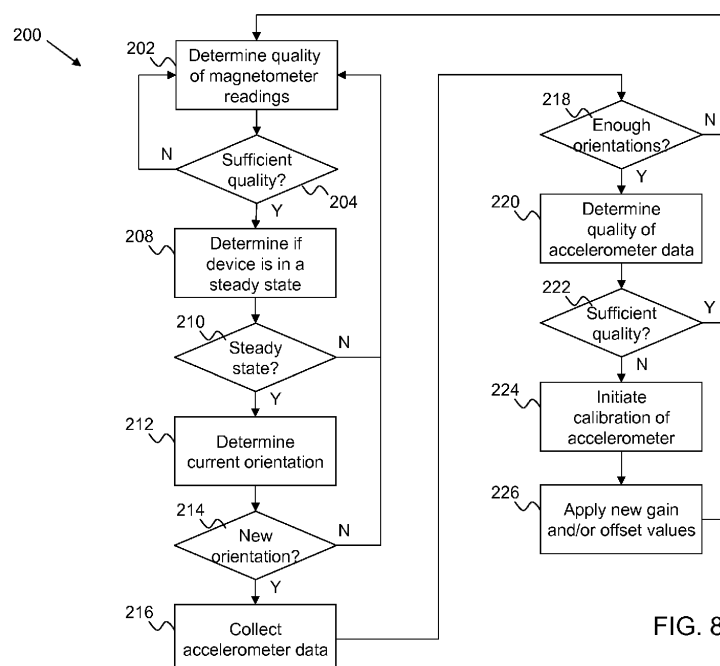 200
202
Determine quality
of magnetometer
readings
N
Sufficient
quality?
204
Y
208
Determine if
device is in a
steady state
210
Steady
state?
N
Y
212
Determine
current orientation
214
New
orientation?
N
Y
216
Collect
accelerometer data
218
Enough
orientations?
N
Y
220
Determine
quality of
accelerometer data
222
Sufficient
quality?
Y
N
224
Initiate
calibration of
accelerometer
226
Apply new gain
and/or offset values
FIG. 8